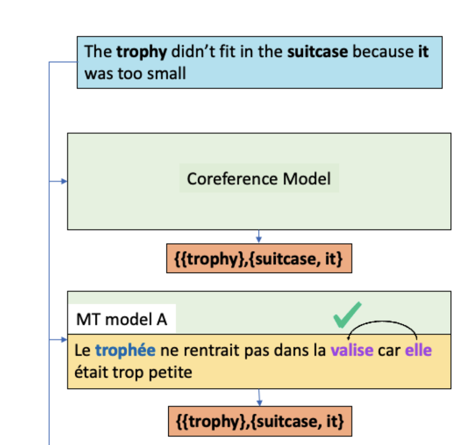 The trophy didn’t fit in the suitcase because it
was too small
Coreference Model
{{trophy},{suitcase, it}
MT model A
Le trophée ne rentrait pas dans la valise car elle
était trop petite
{{trophy},{suitcase, it}